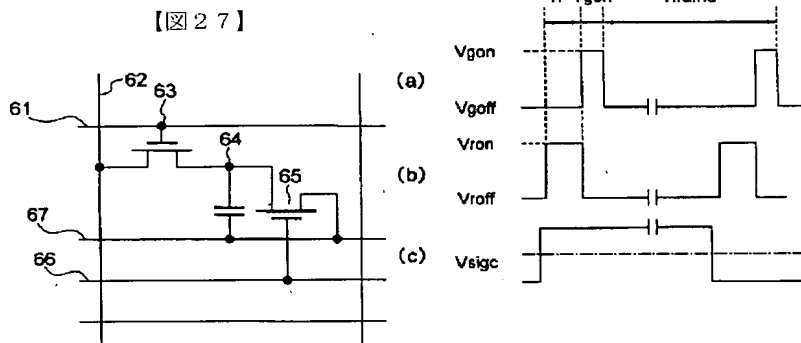 【図27】
62
63
61
64
65
67
66
(a)
Vgon
Vgoff
(b)
Vron
Vroff
(c)
Vsigc